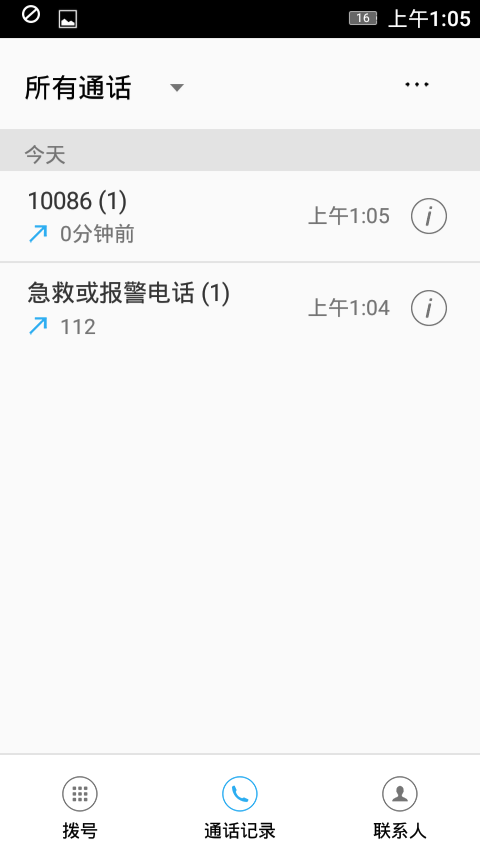 16 上午1:05
所有通话
今天
10086 (1)
上午1:05
0分钟前
急救或报警电话 (1)
上午1:04
112
拨号 通话记录 联系人